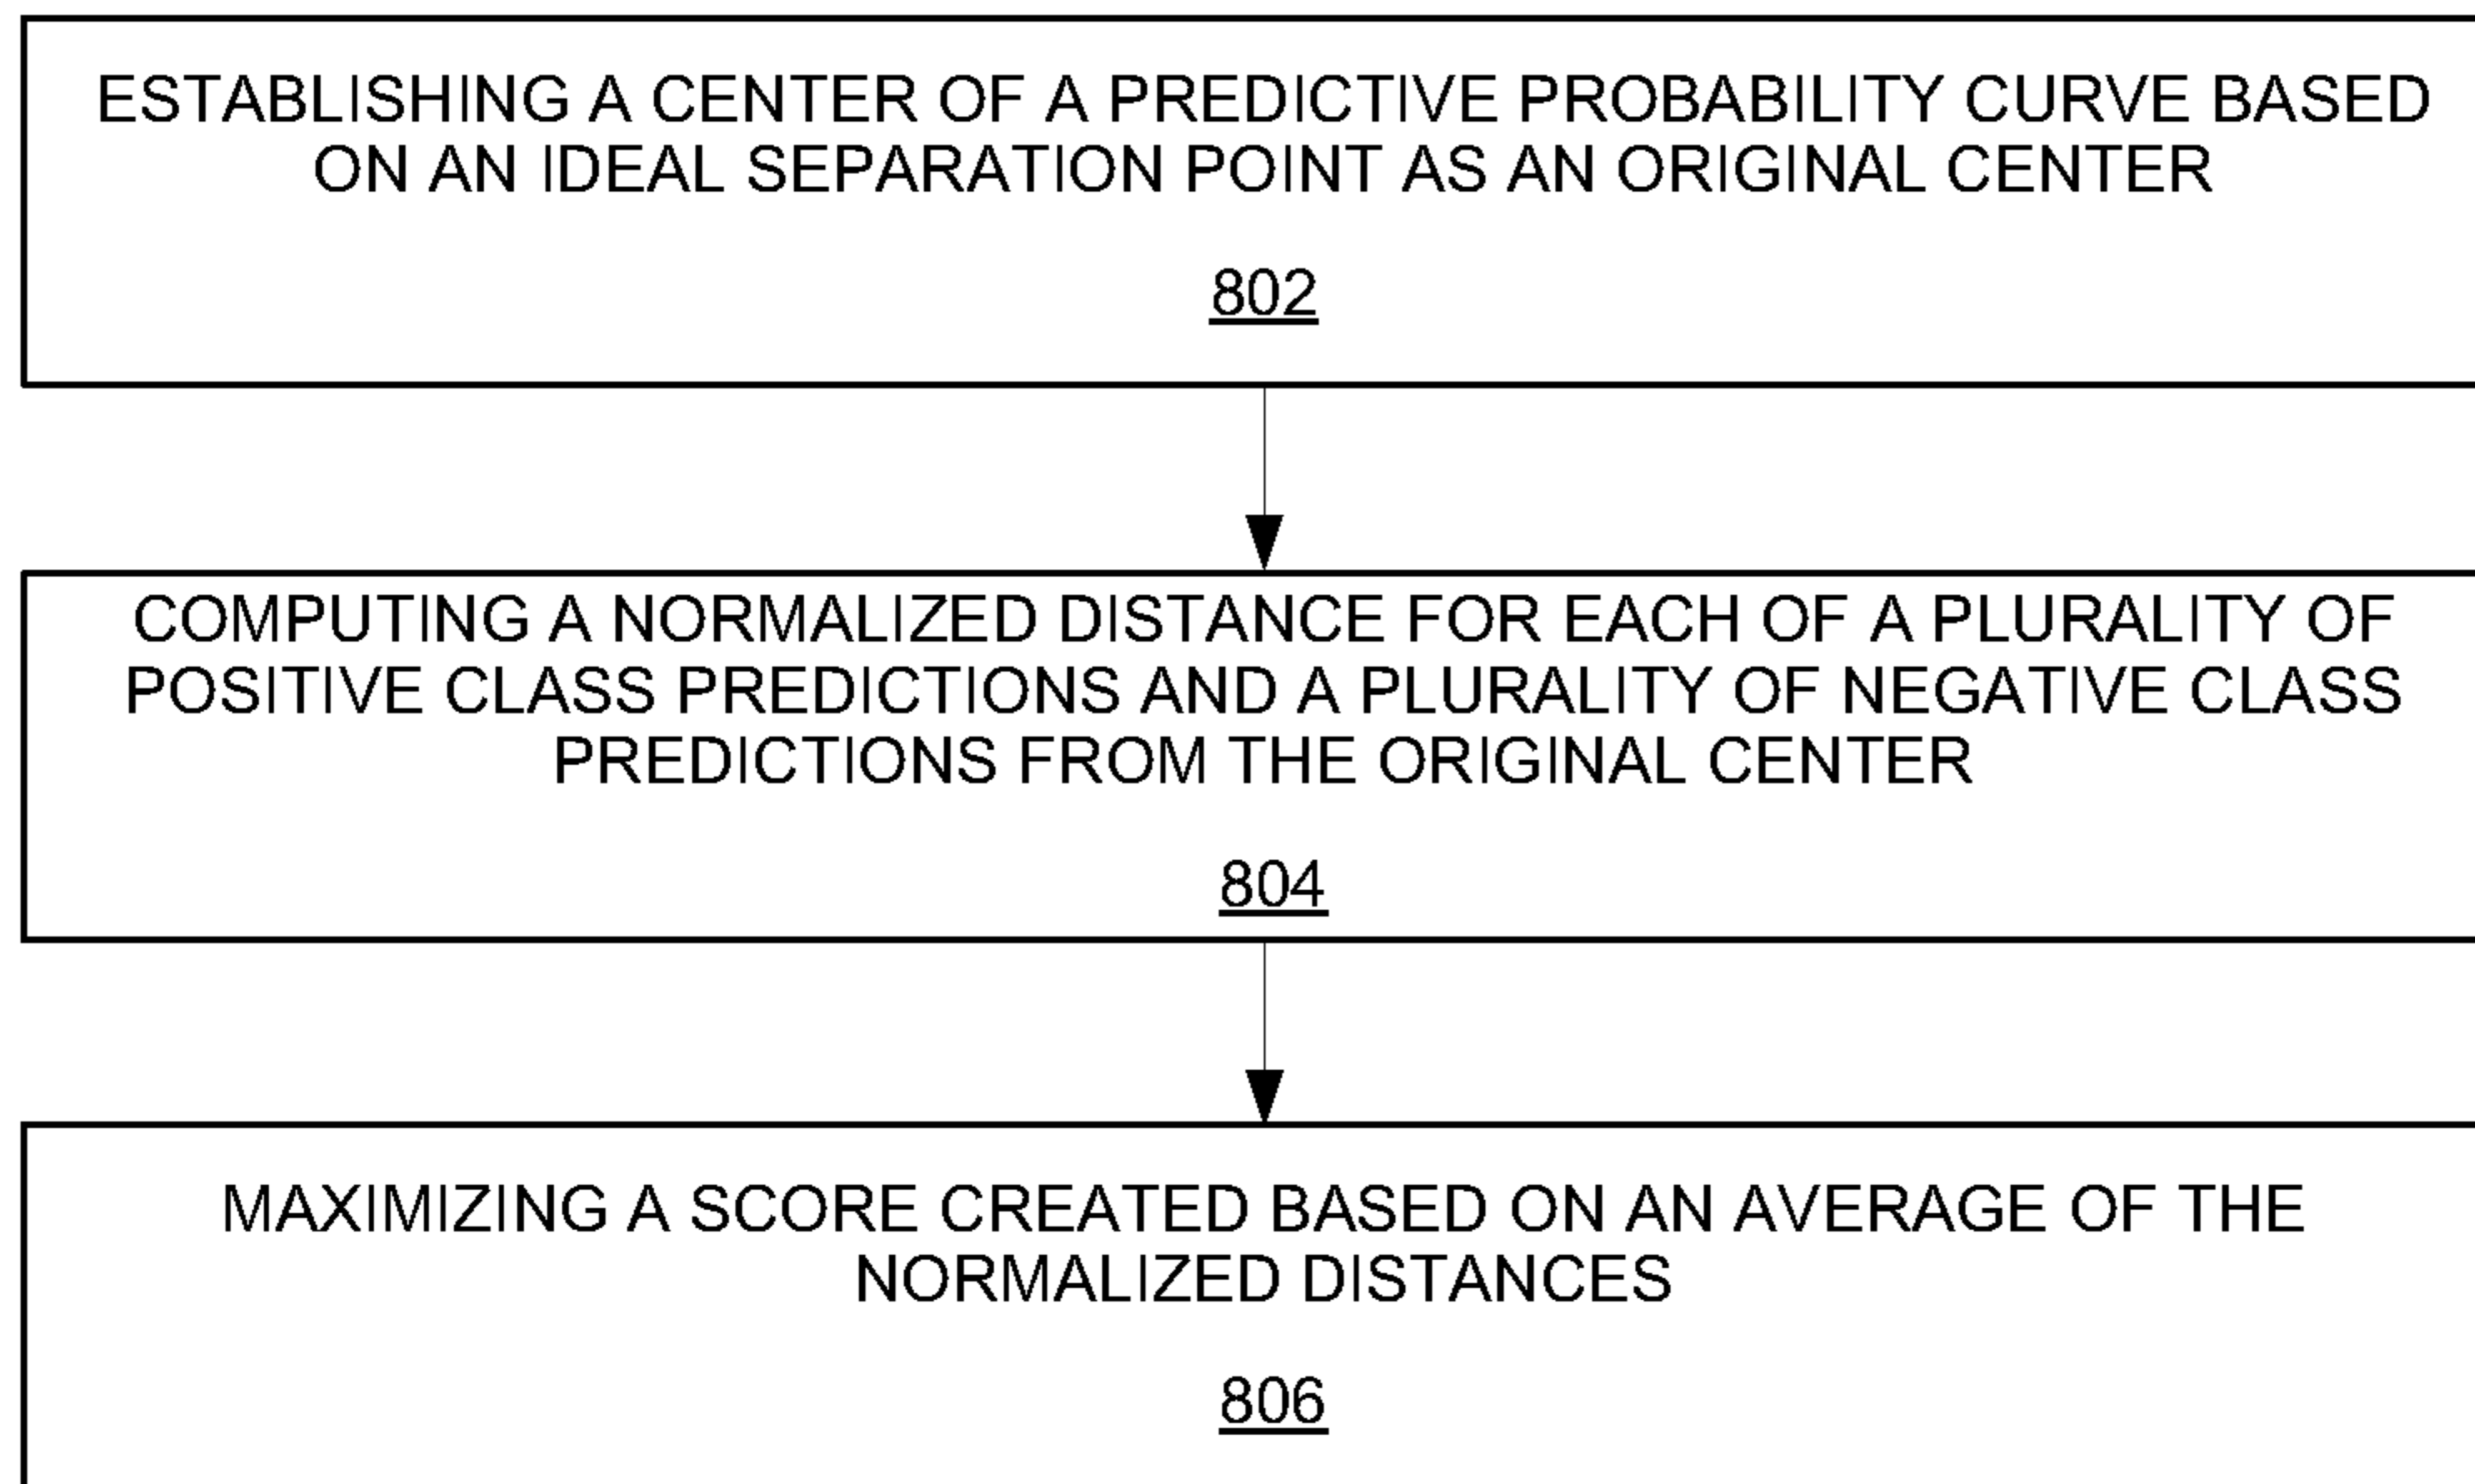 ESTABLISHING A CENTER OF A PREDICTIVE PROBABILITY CURVE BASED
ON AN IDEAL SEPARATION POINT AS AN ORIGINAL CENTER
802
COMPUTING A NORMALIZED DISTANCE FOR EACH OF A PLURALITY OF
POSITIVE CLASS PREDICTIONS AND A PLURALITY OF NEGATIVE CLASS
PREDICTIONS FROM THE ORIGINAL CENTER
804
MAXIMIZING A SCORE CREATED BASED ON AN AVERAGE OF THE
NORMALIZED DISTANCES
806